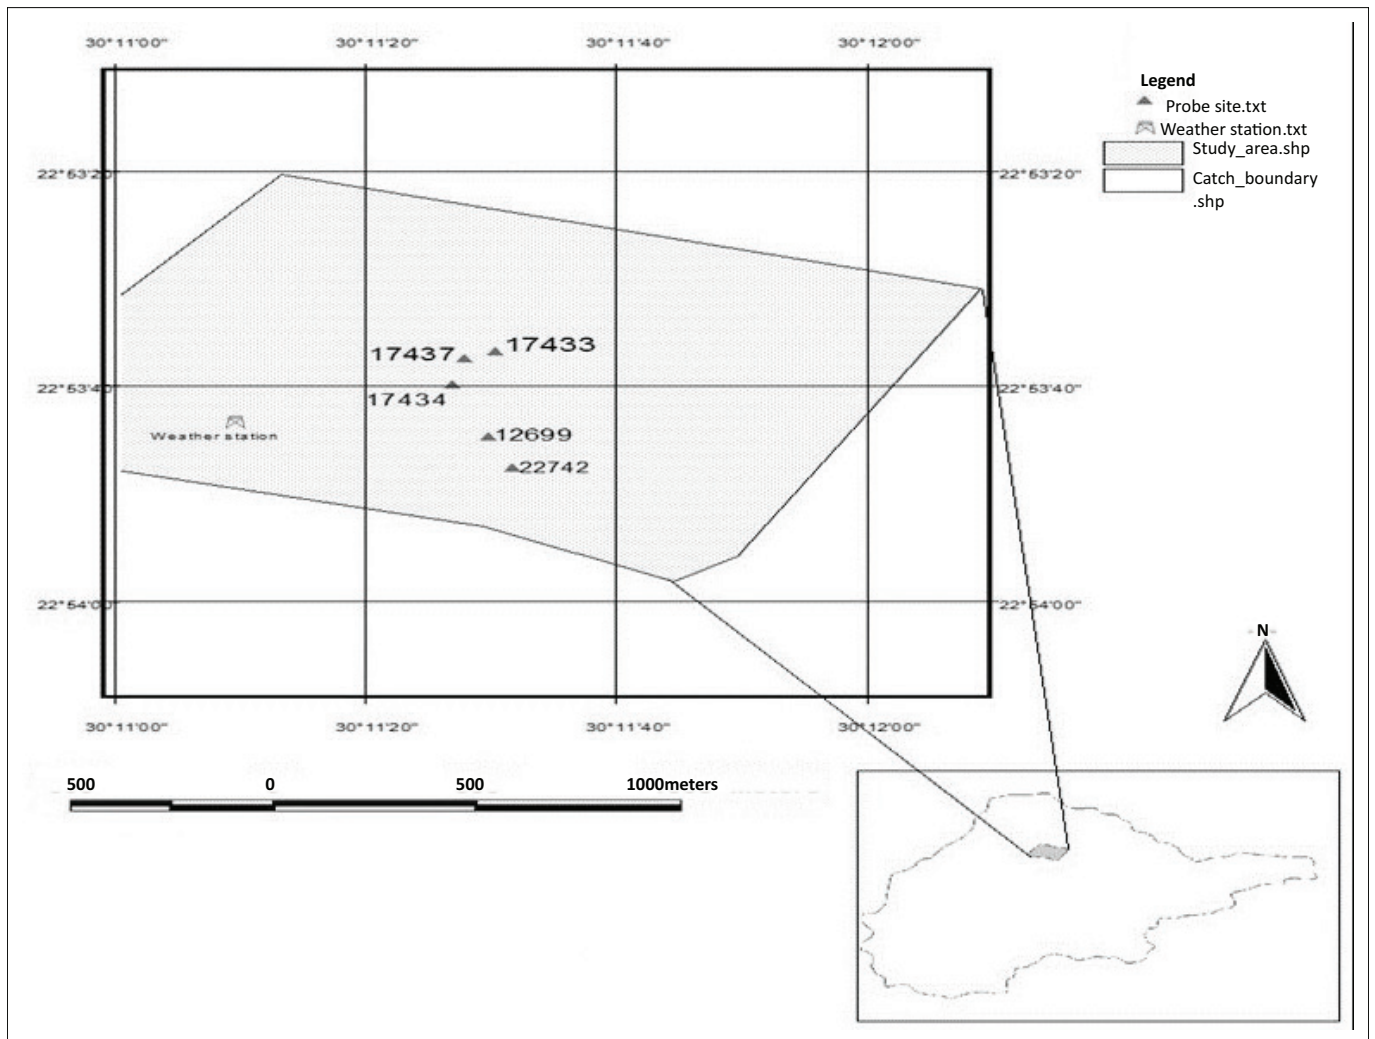 30°11'00" 30°11'20" 30°11'40" 30°12'00"
Legend
Probe site.txt
Weather station.txt
Study_area.shp
Catch_boundary
.shp
22°53'20" 22°53'20"
17437 17433
22°53'40" 22°53'40"
17434
Weather station
12699
22742
22°54'00" 22°54'00"
N
30°11'00" 30°11'20" 30°11'40" 30°12'00"
500 0 500 1000meters